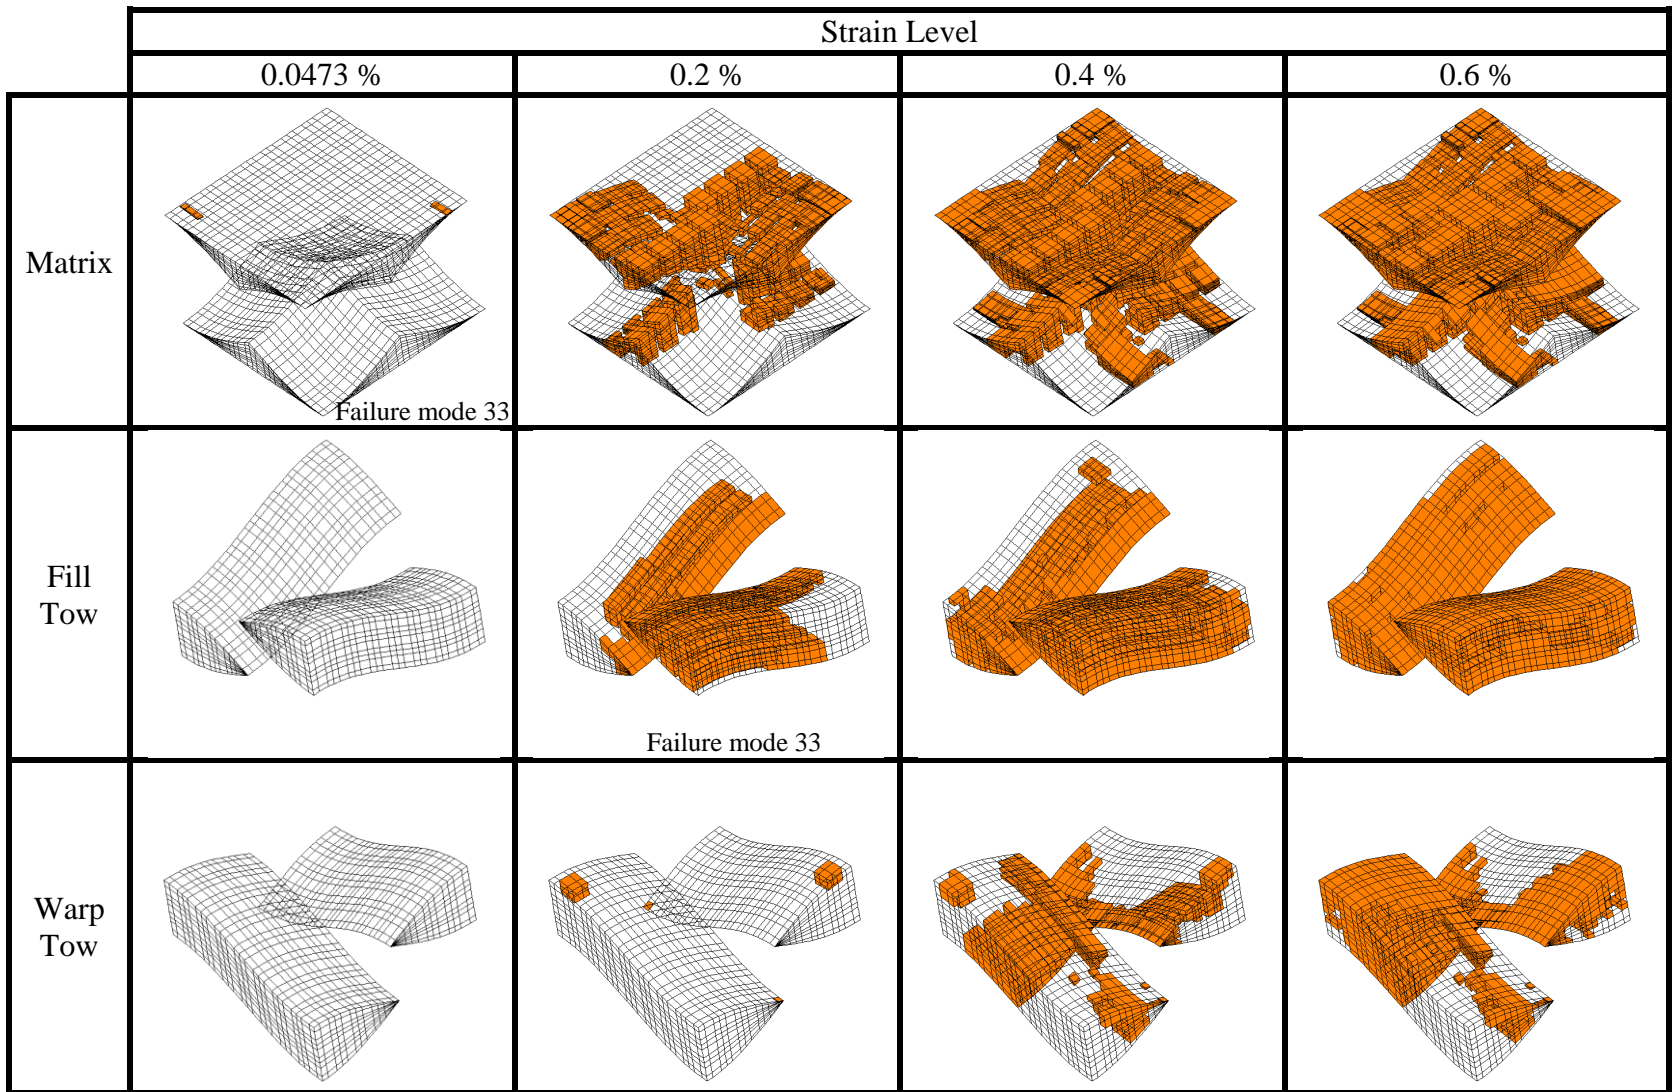 Strain Level
0.0473 %
0.2 %
0.4 %
0.6 %
Matrix
Failure mode 33
Fill
Tow
Failure mode 33
Warp
Tow